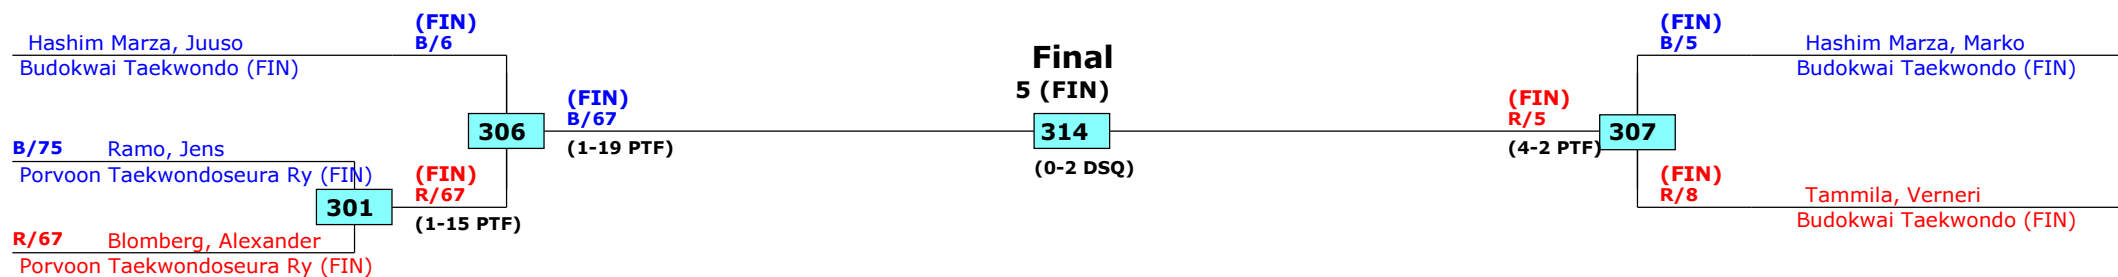 (FIN)
B/6
Hashim Marza, Juuso
Budokwai Taekwondo (FIN)
306
(FIN)
B/67
(1-19 PTF)
B/75 Ramo, Jens
Porvoon Taekwondoseura Ry (FIN)
301
(FIN)
R/67
(1-15 PTF)
R/67 Blomberg, Alexander
Porvoon Taekwondoseura Ry (FIN)
Final
5 (FIN)
314
(0-2 DSQ)
(FIN)
R/5
(4-2 PTF)
307
(FIN)
B/5
Hashim Marza, Marko
Budokwai Taekwondo (FIN)
(FIN)
R/8
Tammila, Verneri
Budokwai Taekwondo (FIN)